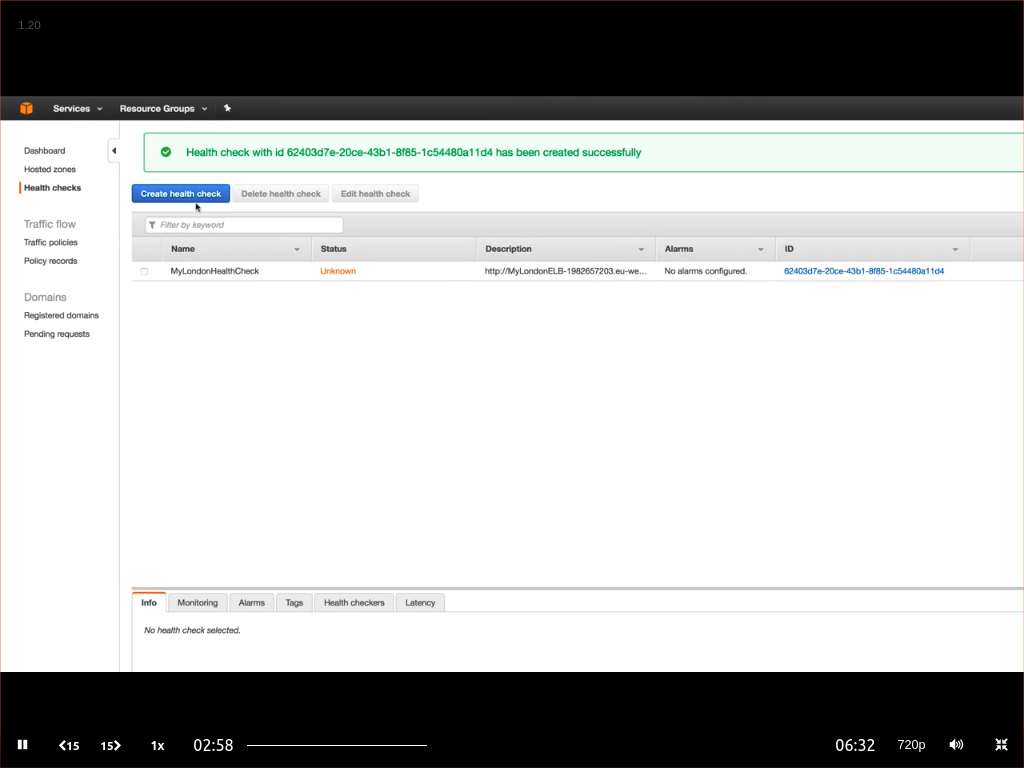 1.20
Services Resource Groups
Dashboard
Hosted zones
Health checks
Traffic flow
Traffic policies
Policy records
Domains
Registered domains
Pending requests
Health check with id 62403d7e-20ce-43b1-8f85-1c54480a11d4 has been created successfully
Create health check Delete health check Edit health check
Filter by keyword
Name Status Description Alarms ID
MyLondonHealthCheck Unknown http://MyLondonELB-1982657203.eu-we... No alarms configured. 62403d7e-20ce-43b1-8f85-1c54480a11d4
Info Monitoring Alarms Tags Health checkers Latency
No health check selected.
15 15 1x 02:58 06:32 720p